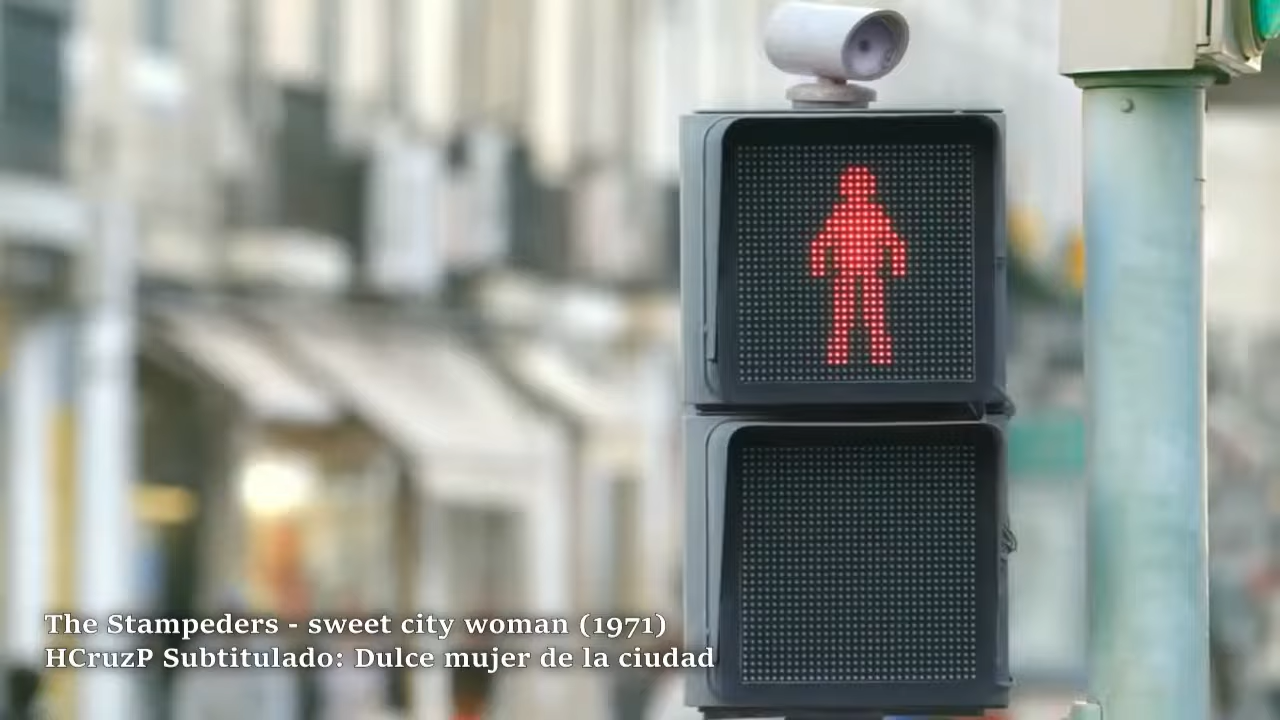 The Stampeders - sweet city woman (1971)
HCruzP Subtitulado: Dulce mujer de la ciudad